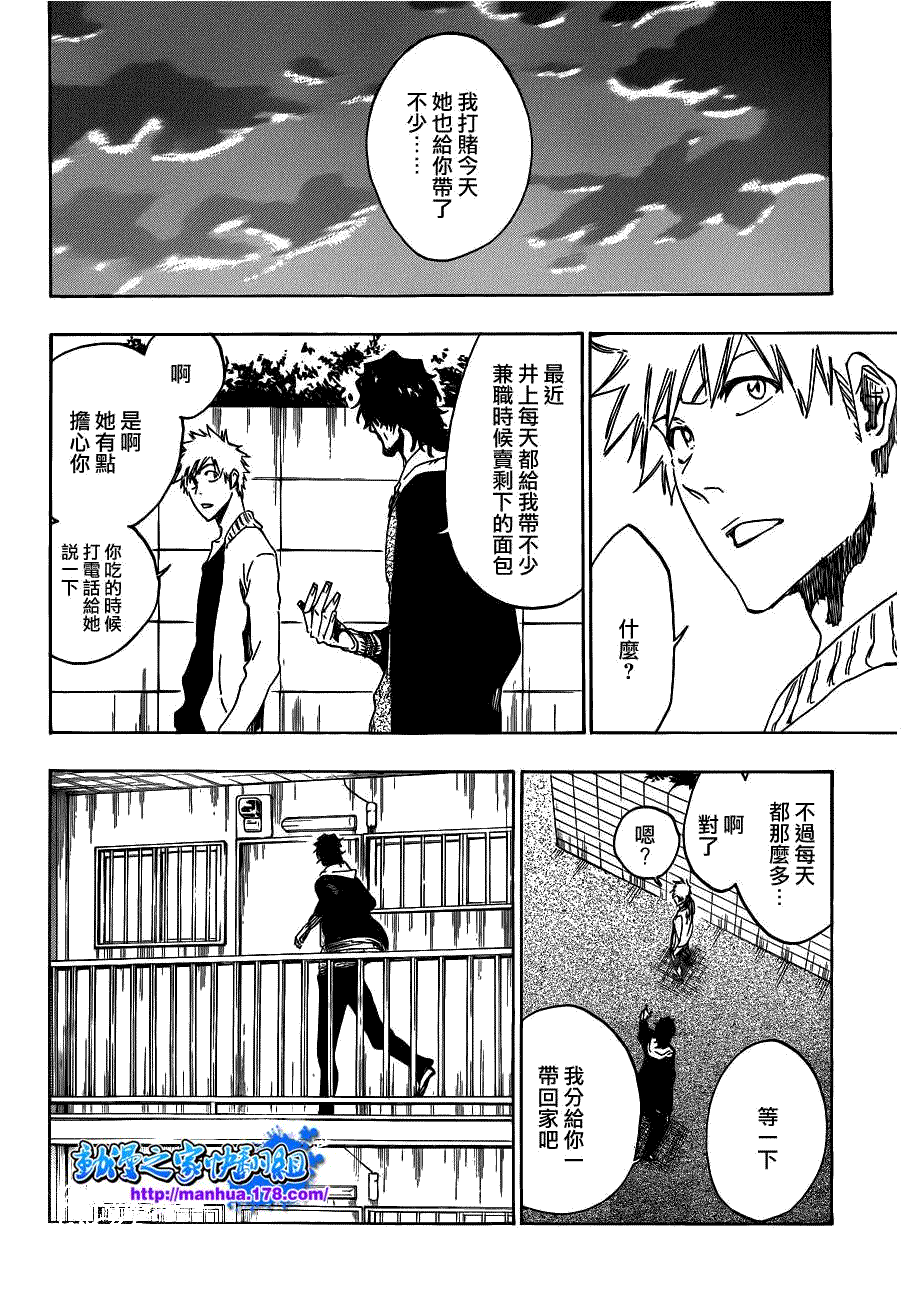 我打賭今天
她也給你帶了
不少……
什麼?
最近
井上每天都給我帶不少
兼職時候賣剩下的面包
啊
是啊
她有點
擔心你
你吃的時候
打電話給她
説一下
不過每天
都那麼多…
啊
對了
嗯?
等一下
我分給你一
帶回家吧
動漫之家汉化组
http://manhua.178.com/